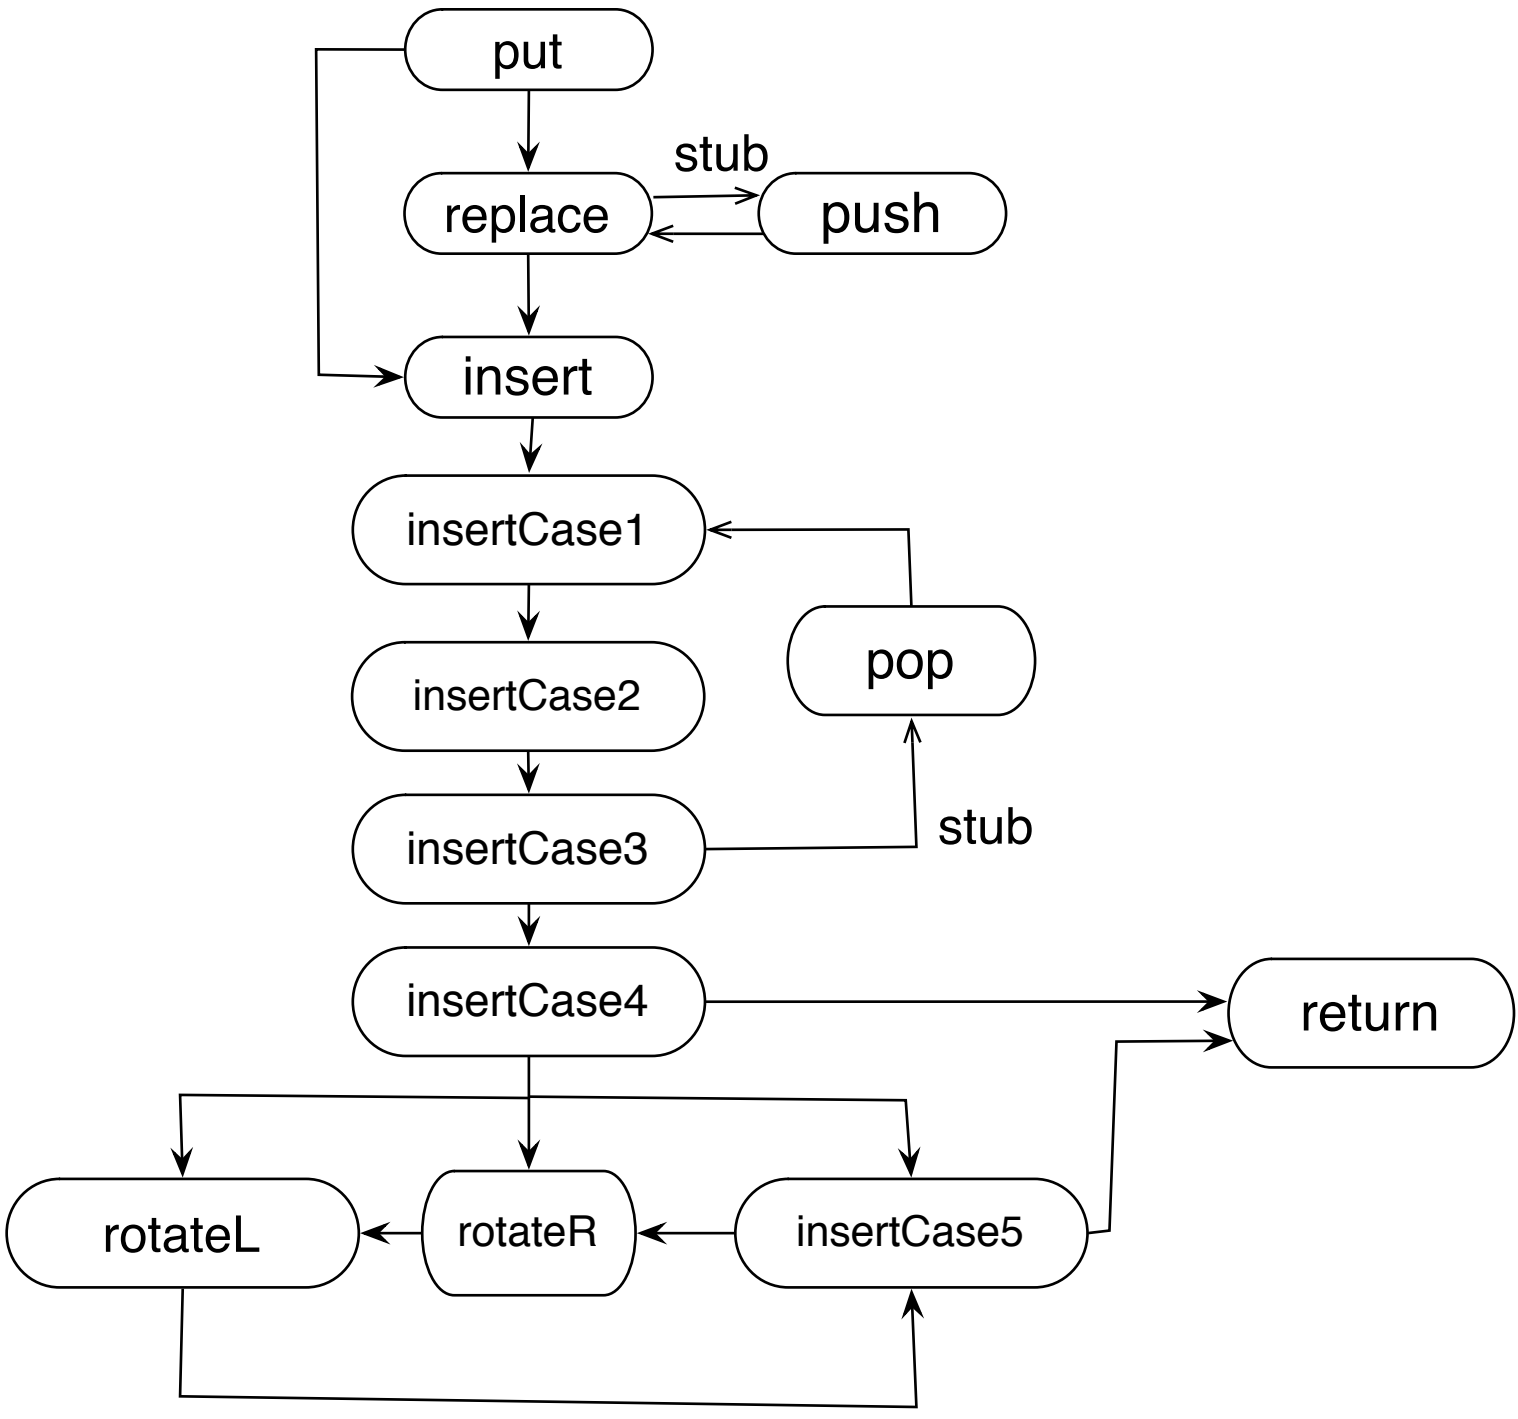 put
stub
replace
push
insert
insertCase1
pop
insertCase2
stub
insertCase3
insertCase4
return
rotateL
rotateR
insertCase5